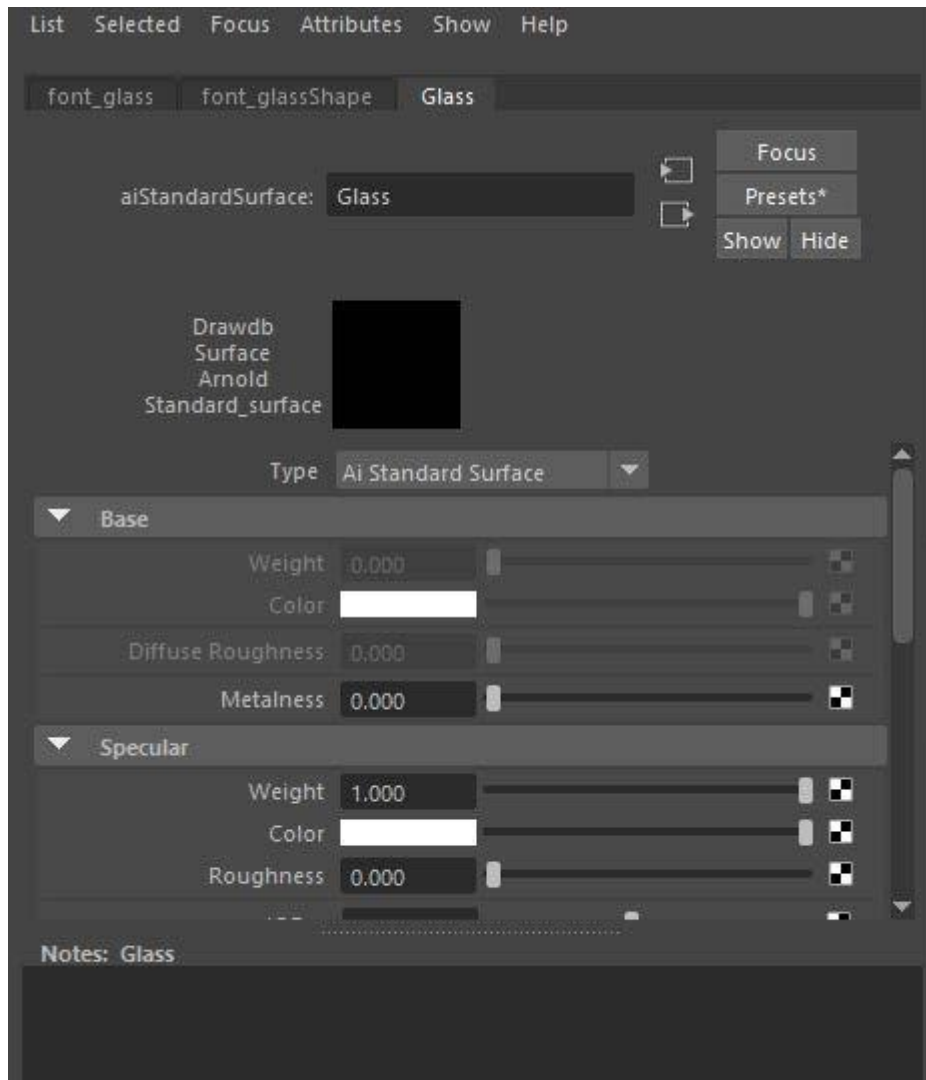 List Selected Focus Attributes Show Help
font_glass font_glassShape Glass
Focus
aiStandardSurface: Glass Presets*
Show Hide
Drawdb
Surface
Arnold
Standard_surface
Type Ai Standard Surface
Base
Weight 0.000
Color
Diffuse Roughness 0.000
Metalness 0.000
Specular
Weight 1.000
Color
Roughness 0.000
Notes: Glass